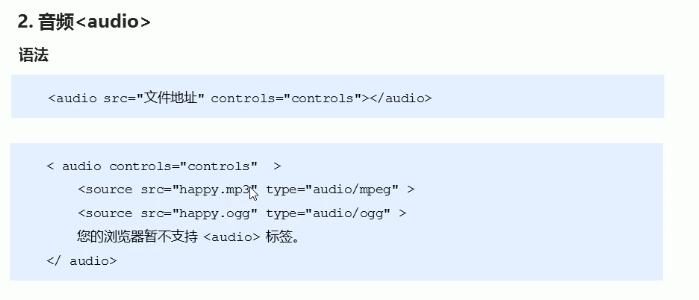 2. 音频<audio>
语法
<audio src="文件地址" controls="controls"></audio>
< audio controls="controls"  >
<source src="happy.mp3" type="audio/mpeg" >
<source src="happy.ogg" type="audio/ogg" >
您的浏览器暂不支持 <audio> 标签。
</ audio>